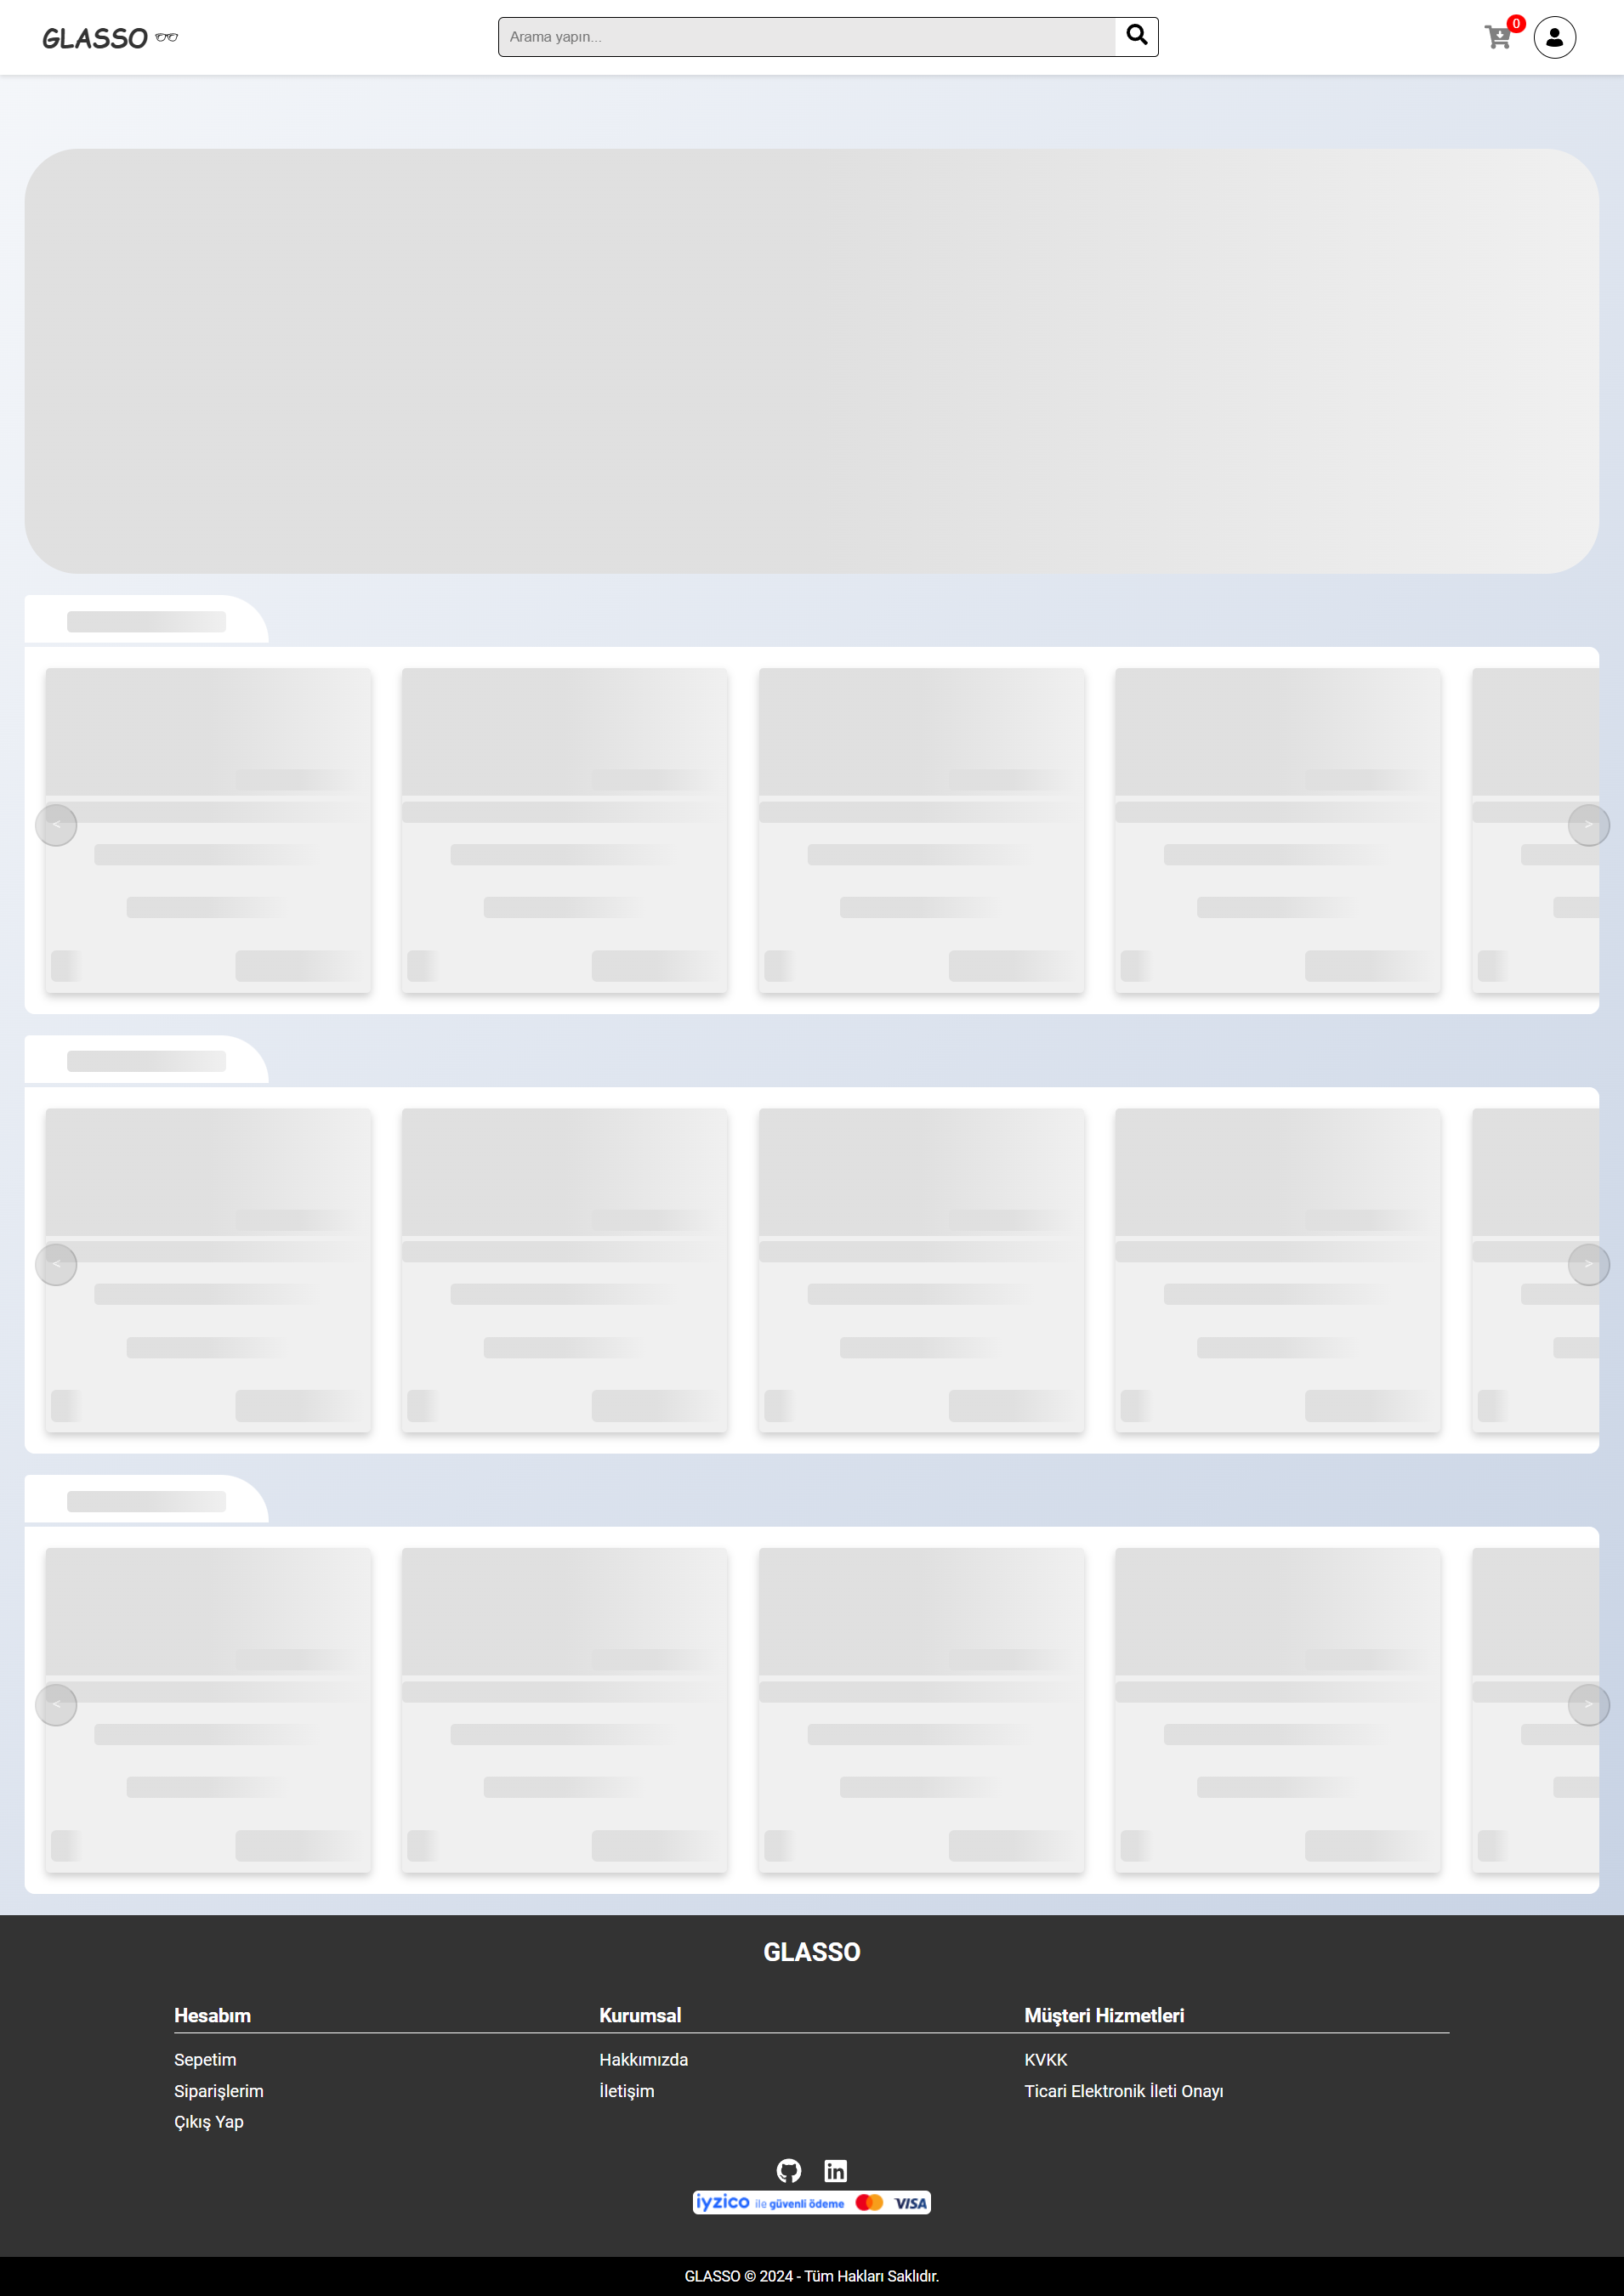 GLASSO
Arama yapın...
0
<
>
<
>
<
>
GLASSO
Hesabım
Sepetim
Siparişlerim
Çıkış Yap
Kurumsal
Hakkımızda
İletişim
Müşteri Hizmetleri
KVKK
Ticari Elektronik İleti Onayı
iyzico ile güvenli ödeme VISA
GLASSO © 2024 - Tüm Hakları Saklıdır.